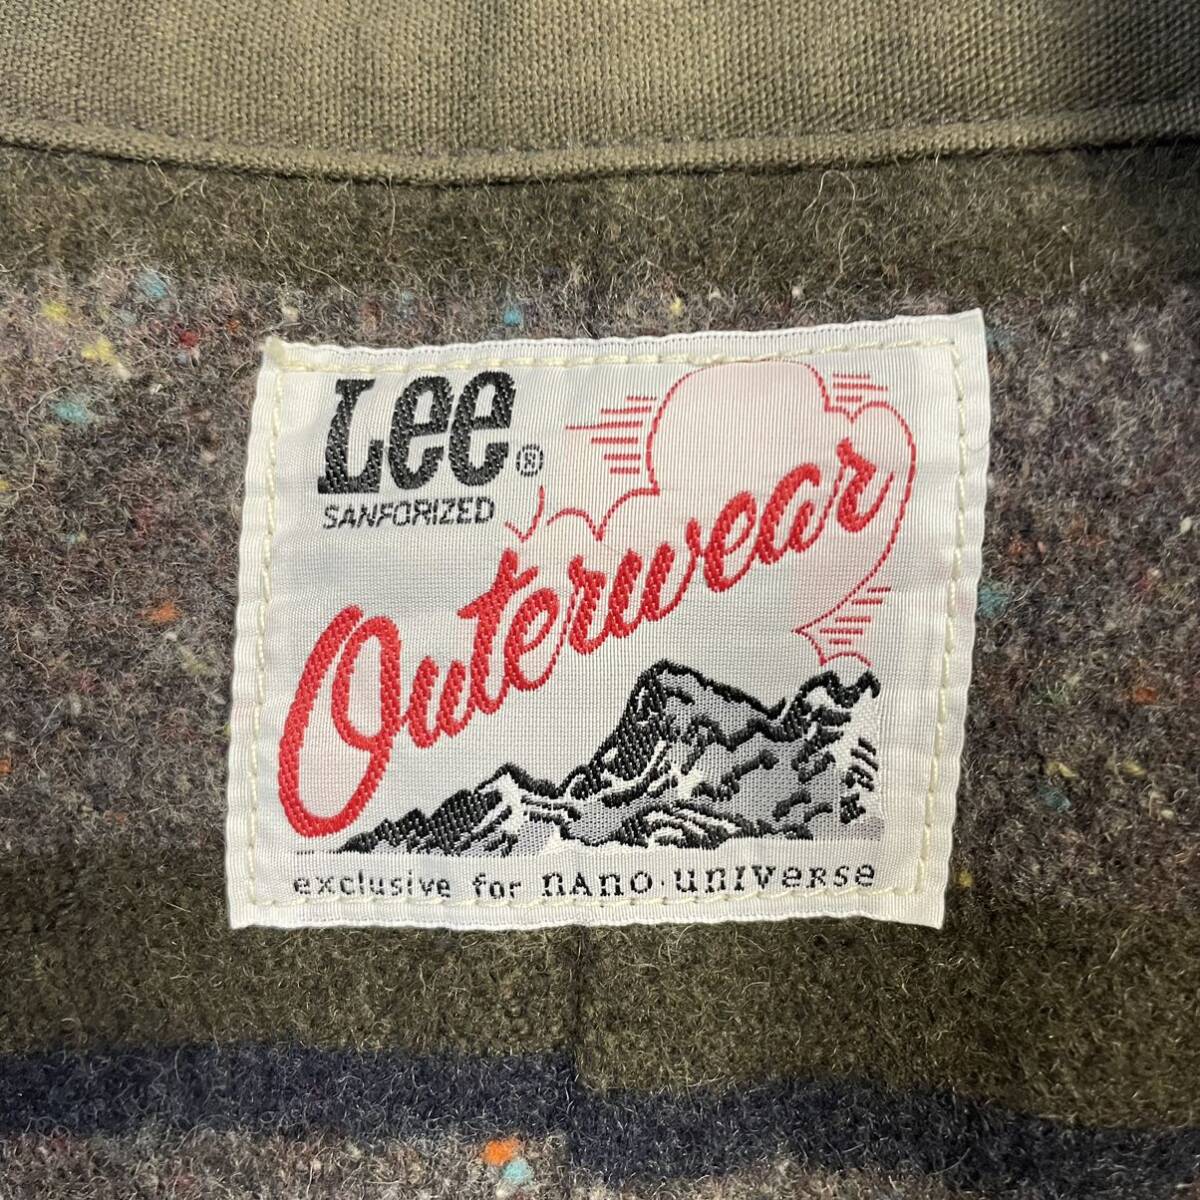 Lee®
SANFORIZED
Outerwear
exclusive for nAnO·unIVeRse